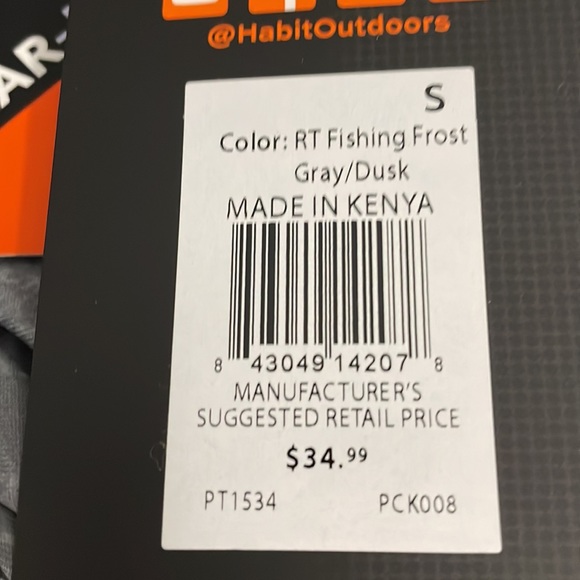 @HabitOutdoors
AR-
S
Color: RT Fishing Frost
Gray/Dusk
MADE IN KENYA
8 43049 14207 8
MANUFACTURER'S
SUGGESTED RETAIL PRICE
$34.99
PT1534 PCK008